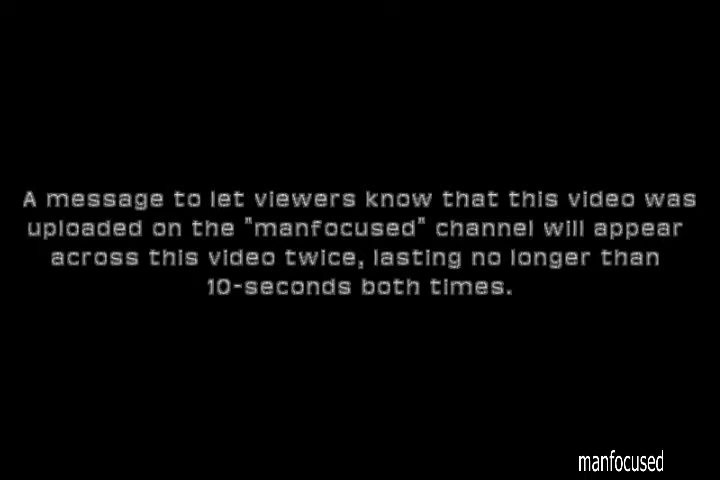 A message to let viewers know that this video was
uploaded on the "manfocused" channel will appear
across this video twice, lasting no longer than
10-seconds both times.
manfocused